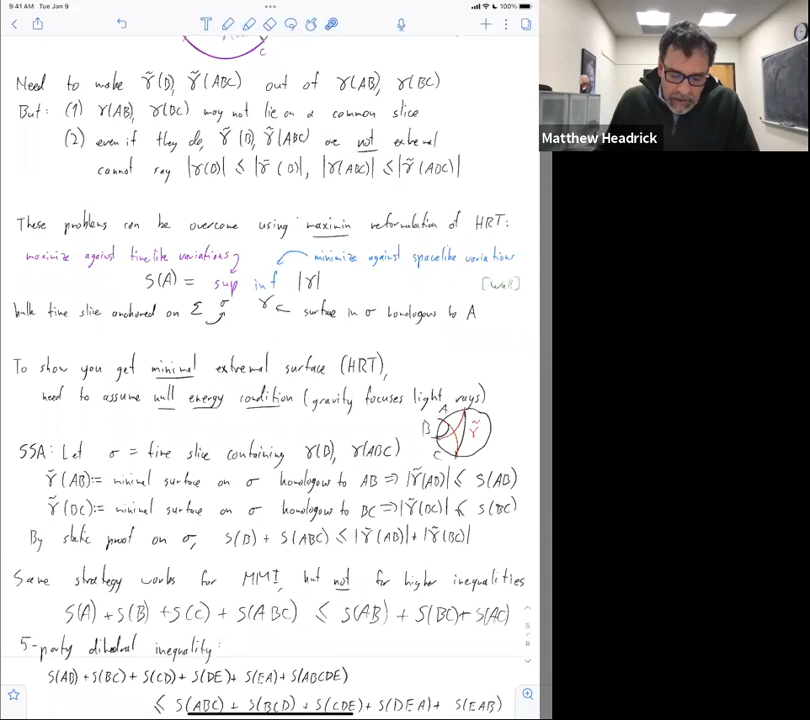 9:41 AM Tue Jan 9
100%
C
Need to make γ̃(B), γ̃(ABC) out of γ(AB), γ(BC)
But: (1) γ(AB), γ(BC) may not lie on a common slice
(2) even if they do, γ̃(B), γ̃(ABC) are not extremal
cannot say |γ(B)| ≤ |γ̃(B)|, |γ(ABC)| ≤ |γ̃(ABC)|
These problems can be overcome using maximin reformulation of HRT:
maximize against timelike variations
minimize against spacelike variations
S(A) = sup inf |γ|
σ γ
[Wall]
bulk time slice anchored on Σ
surface in σ homologous to A
To show you get minimal extremal surface (HRT),
need to assume null energy condition (gravity focuses light rays)
A
B
γ̃
C
SSA: Let σ = time slice containing γ(B), γ(ABC)
γ̃(AB) := minimal surface on σ homologous to AB ⇒ |γ̃(AB)| ≤ S(AB)
γ̃(BC) := minimal surface on σ homologous to BC ⇒ |γ̃(BC)| ≤ S(BC)
By static proof on σ, S(B) + S(ABC) ≤ |γ̃(AB)| + |γ̃(BC)|
Same strategy works for MMI, but not for higher inequalities
S(A) + S(B) + S(C) + S(ABC) ≤ S(AB) + S(BC) + S(AC)
5-party dihedral inequality:
S(AB) + S(BC) + S(CD) + S(DE) + S(EA) + S(ABCDE)
≤ S(ABC) + S(BCD) + S(CDE) + S(DEA) + S(EAB)
Matthew Headrick